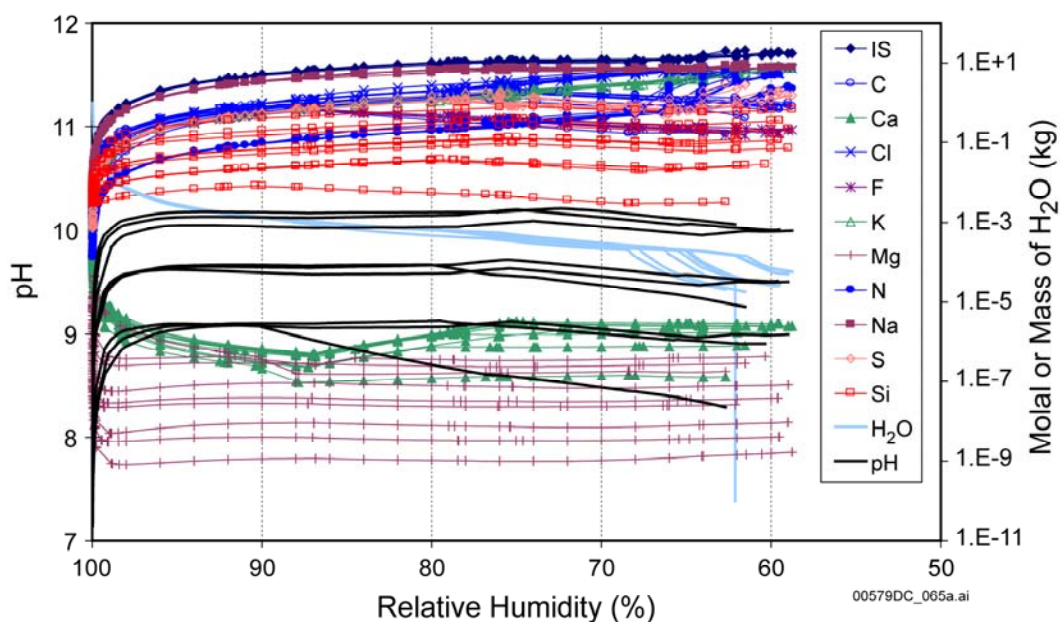 12
11
10
9
8
7
pH
100
90
80
70
60
50
Relative Humidity (%)
1.E+1
1.E-1
1.E-3
1.E-5
1.E-7
1.E-9
1.E-11
Molal or Mass of H₂O (kg)
IS
C
Ca
Cl
F
K
Mg
N
Na
S
Si
H₂O
pH
00579DC_065a.ai